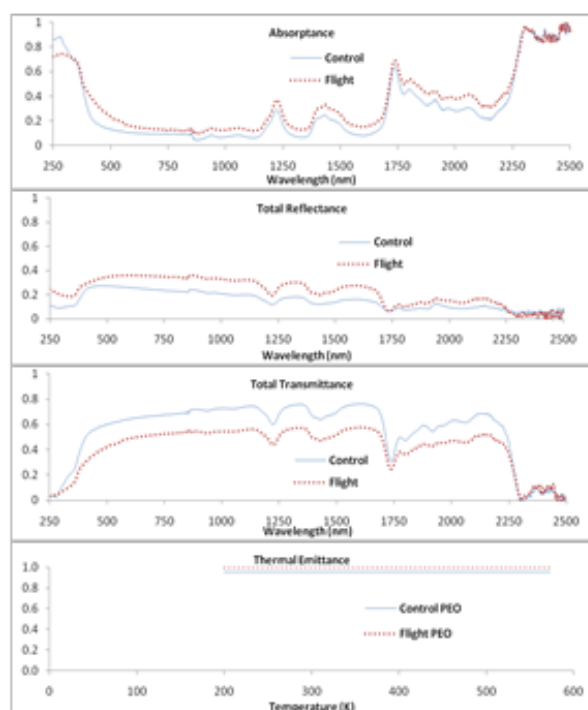 Absorptance
1
0.8
0.6
0.4
0.2
0
Control
Flight
250 500 750 1000 1250 1500 1750 2000 2250 2500
Wavelength (nm)
Total Reflectance
1
0.8
0.6
0.4
0.2
0
Control
Flight
250 500 750 1000 1250 1500 1750 2000 2250 2500
Wavelength (nm)
Total Transmittance
1
0.8
0.6
0.4
0.2
0
Control
Flight
250 500 750 1000 1250 1500 1750 2000 2250 2500
Wavelength (nm)
Thermal Emittance
1.0
0.8
0.6
0.4
0.2
0.0
Control PEO
Flight PEO
0 100 200 300 400 500 600
Temperature (K)